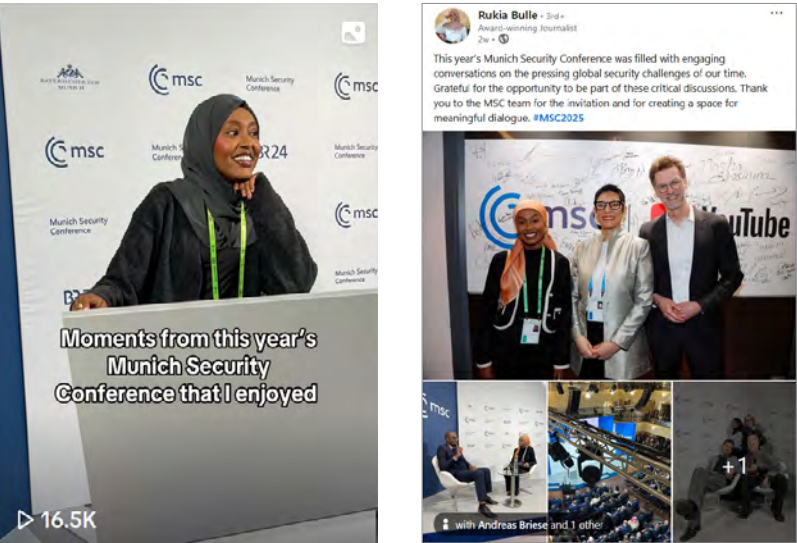 BAYERISCHER HOF
MUNICH
msc
Munich Security
Conference
msc
msc
BR24
Munich Security
Conference
Munich Security
Conference
msc
Munich Security
Conference
Moments from this year's
Munich Security
Conference that I enjoyed
16.5K
Rukia Bulle • 3rd+
Award-winning Journalist
2w •
This year's Munich Security Conference was filled with engaging
conversations on the pressing global security challenges of our time.
Grateful for the opportunity to be part of these critical discussions. Thank
you to the MSC team for the invitation and for creating a space for
meaningful dialogue. #MSC2025
msc
YouTube
msc
+1
with Andreas Briese and 1 other